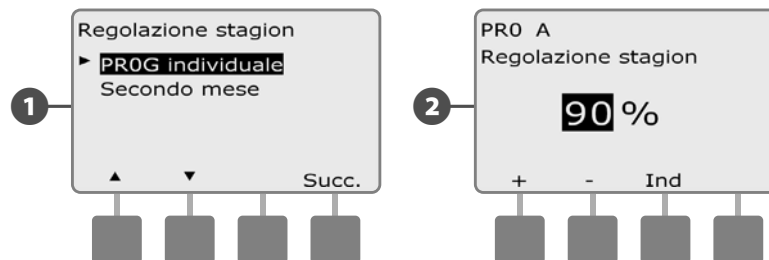 1
Regolazione stagion
► PR0G individuale
Secondo mese
▲ ▼ Succ.
2
PR0 A
Regolazione stagion
90 %
+ - Ind